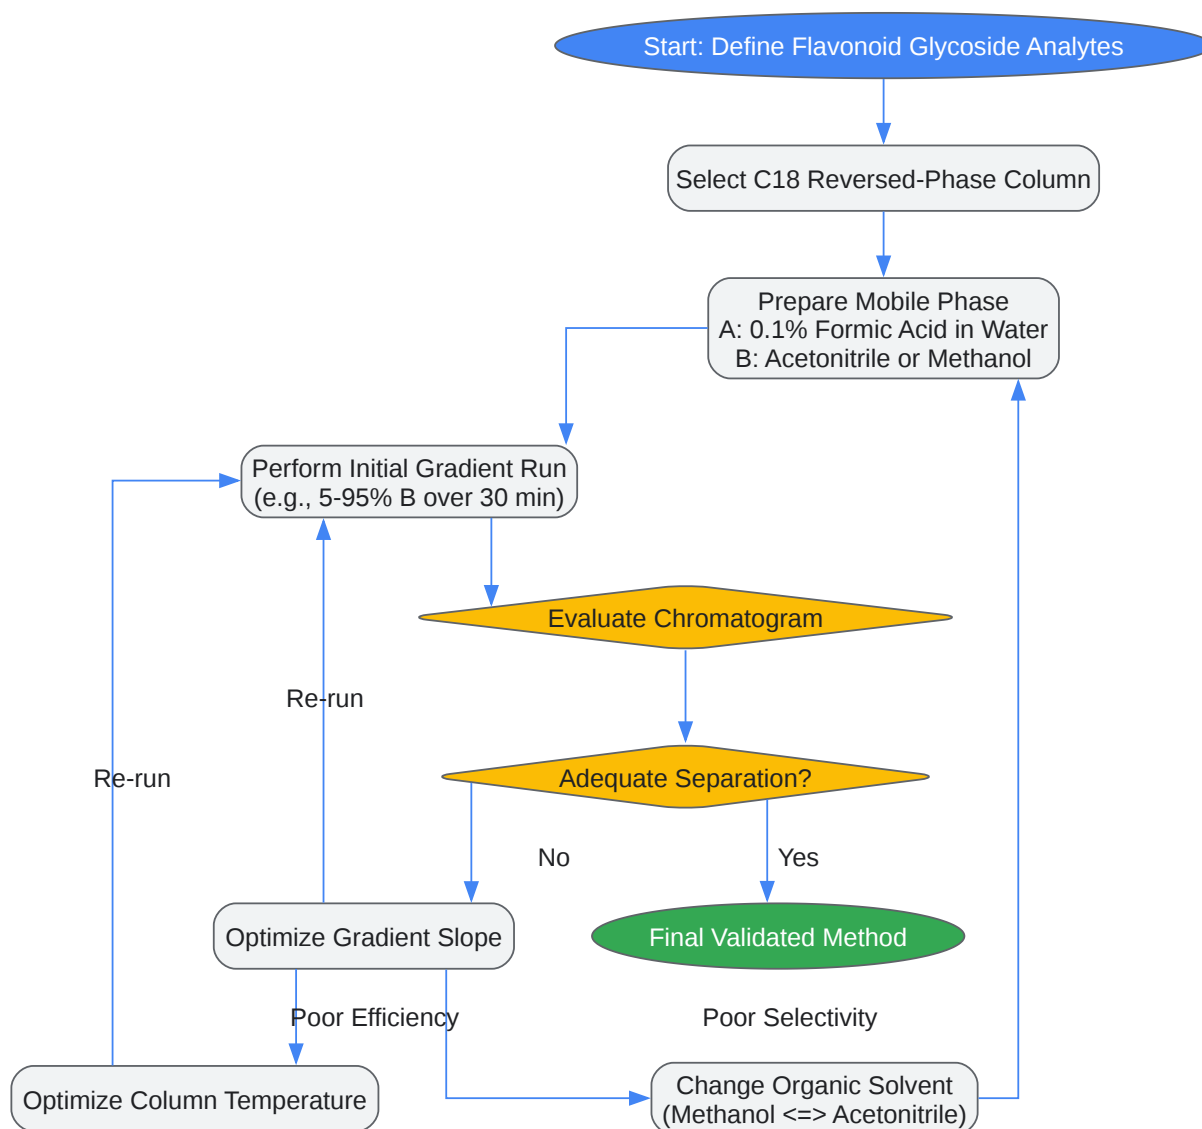 Start: Define Flavonoid Glycoside Analytes
Select C18 Reversed-Phase Column
Prepare Mobile Phase
A: 0.1% Formic Acid in Water
B: Acetonitrile or Methanol
Perform Initial Gradient Run
(e.g., 5-95% B over 30 min)
Evaluate Chromatogram
Re-run
Re-run
Adequate Separation?
No
Yes
Optimize Gradient Slope
Final Validated Method
Poor Efficiency
Poor Selectivity
Optimize Column Temperature
Change Organic Solvent
(Methanol <=> Acetonitrile)